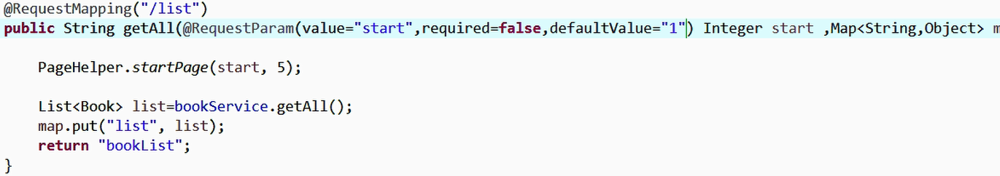 @RequestMapping("/list")
public String getAll(@RequestParam(value="start",required=false,defaultValue="1") Integer start ,Map<String,Object> m
PageHelper.startPage(start, 5);
List<Book> list=bookService.getAll();
map.put("list", list);
return "bookList";
}